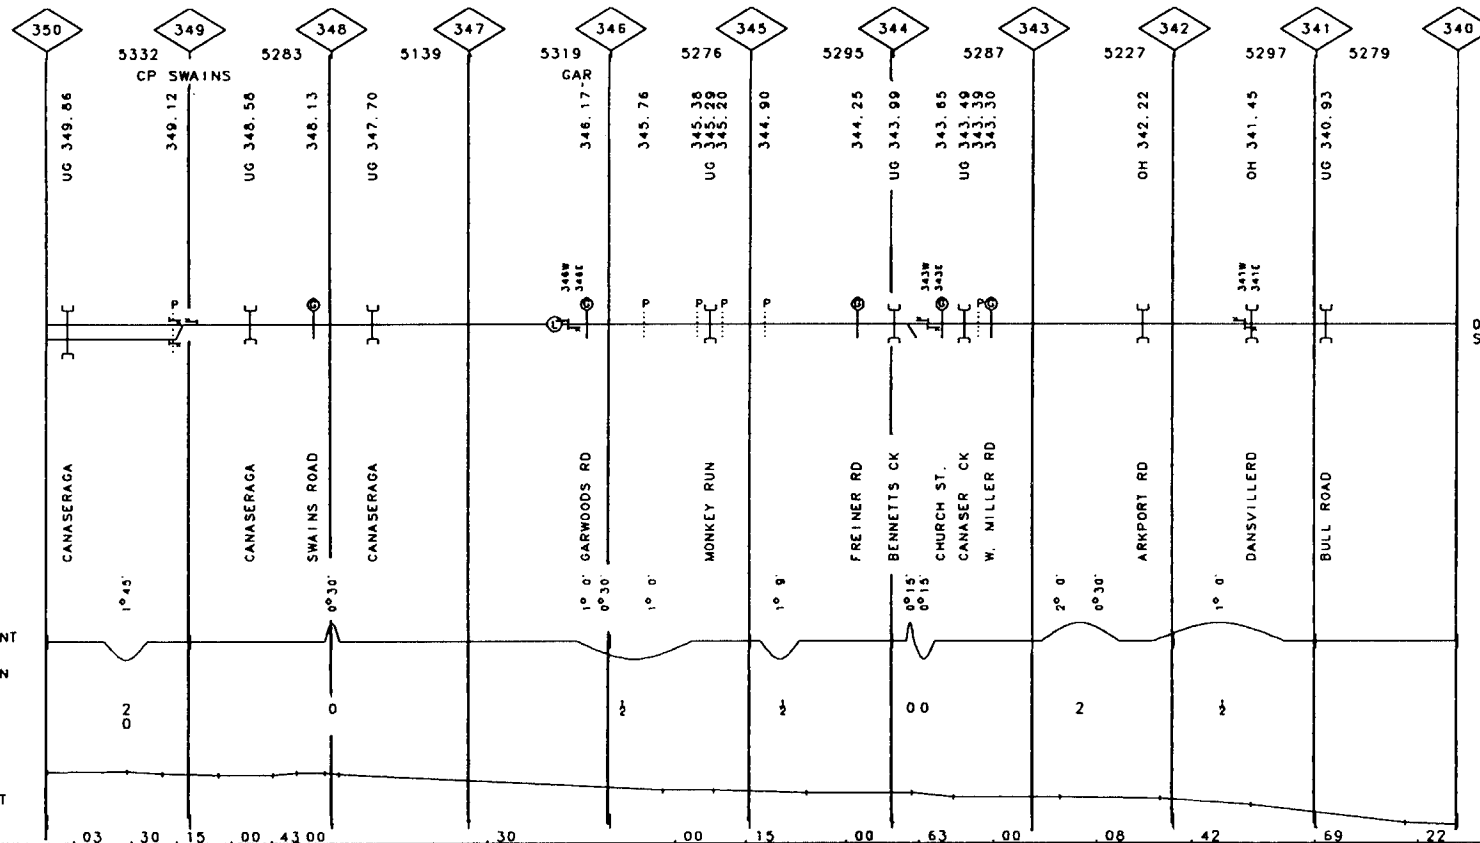 350 349 348 347 346 345 344 343 342 341 340
5332 5283 5139 5319 5276 5295 5287 5227 5297 5279
CP SWAINS GAR
UG 349.86
349.12
UG 348.58
348.13
UG 347.70
346.17
345.76
345.38
UG 345.29
345.20
344.90
344.25
UG 343.99
343.65
UG 343.49
343.39
343.30
OH 342.22
OH 341.45
UG 340.93
346W
346E
343W
343E
341W
341E
P G L G P P P P G G P G
S
CANASERAGA
CANASERAGA
SWAINS ROAD
CANASERAGA
GARWOODS RD
MONKEY RUN
FREINER RD
BENNETTS CK
CHURCH ST.
CANASER CK
W. MILLER RD
ARKPORT RD
DANSVILLERD
BULL ROAD
1° 45'
0° 30'
1° 0'
0° 30'
1° 0'
1° 9'
0° 15'
0° 15'
2° 0'
0° 30'
1° 0'
NT
N
2 0 ½ ½ 0 0 2 ½
0
T
.03 .30 .15 .00 .43 .00 .30 .00 .15 .00 .63 .00 .08 .42 .69 .22